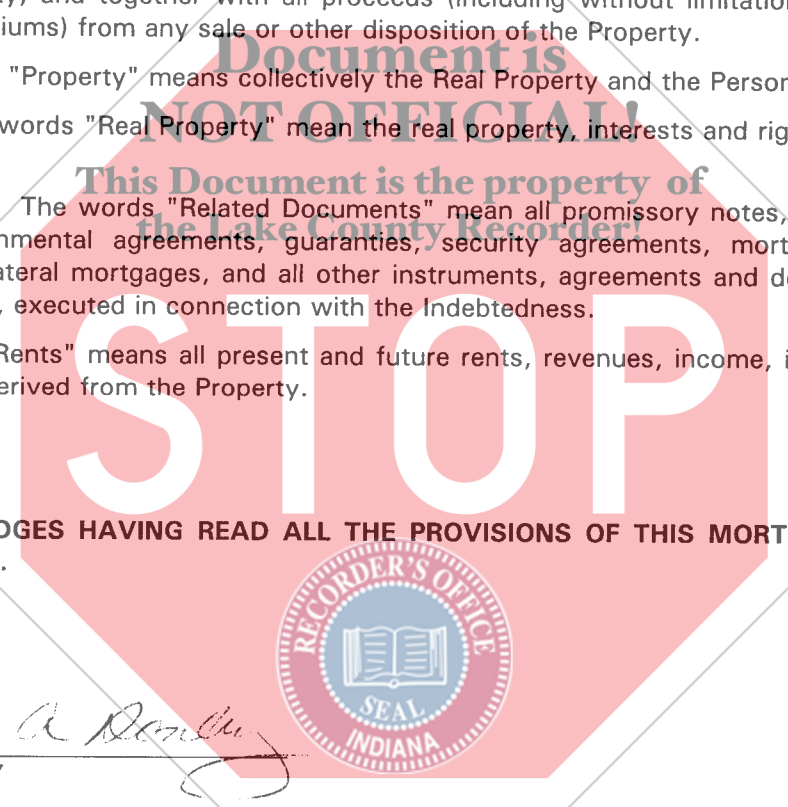 and together with all proceeds (including without limitation
iums) from any sale or other disposition of the Property.
Document is
"Property" means collectively the Real Property and the Person
NOT OFFICIAL!
words "Real Property" mean the real property, interests and rig
This Document is the property of
The words "Related Documents" mean all promissory notes,
the Lake County Recorder!
nmental agreements, guaranties, security agreements, mort
ateral mortgages, and all other instruments, agreements and d
, executed in connection with the Indebtedness.
Rents" means all present and future rents, revenues, income, i
erived from the Property.
STOP
DGES HAVING READ ALL THE PROVISIONS OF THIS MORT
.
RECORDER'S OFFICE
SEAL
INDIANA